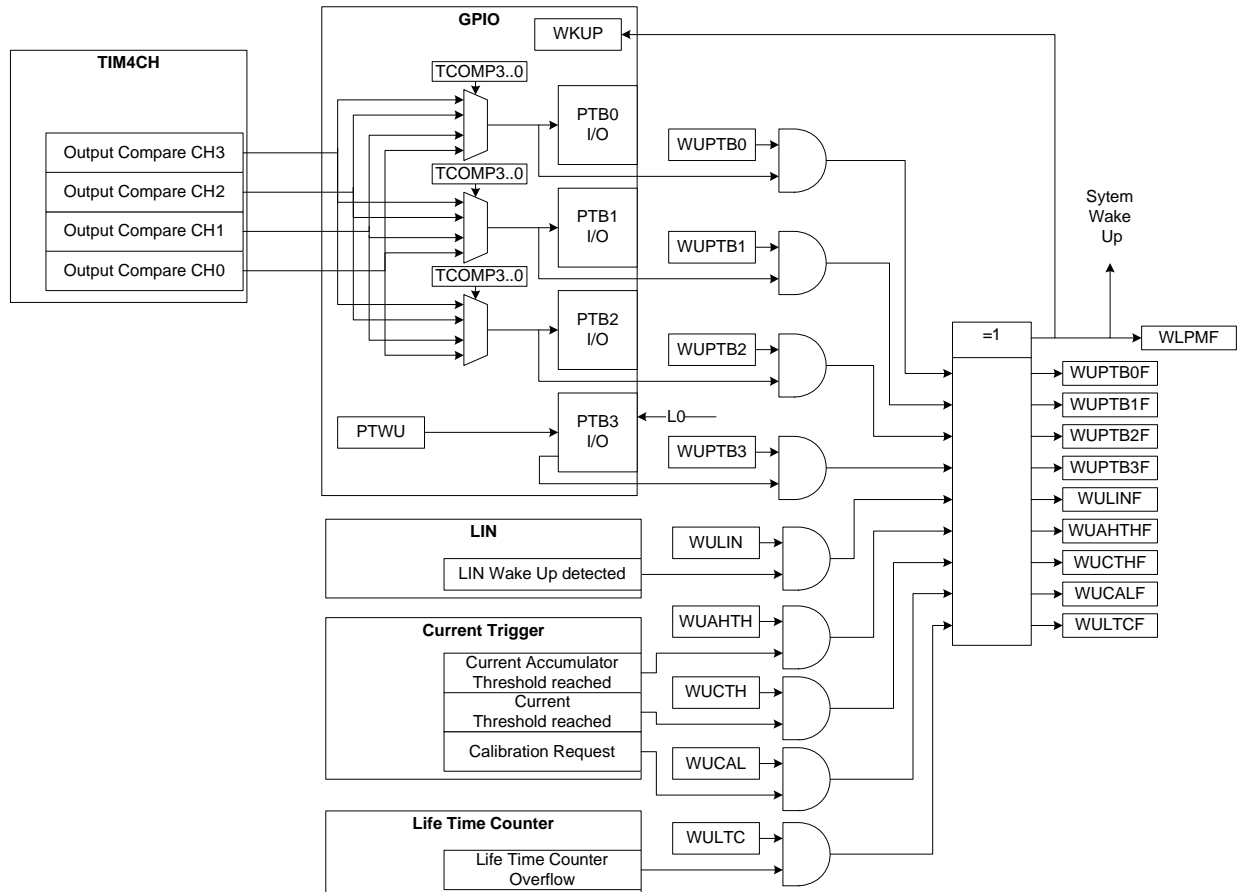 GPIO
WKUP
TIM4CH
TCOMP3..0
PTB0
I/O
Output Compare CH3
Output Compare CH2
Output Compare CH1
Output Compare CH0
WUPTB0
TCOMP3..0
PTB1
I/O
WUPTB1
Sytem
Wake
Up
TCOMP3..0
PTB2
I/O
WUPTB2
=1
WLPMF
WUPTB0F
WUPTB1F
WUPTB2F
WUPTB3F
WULINF
WUAHTHF
WUCTHF
WUCALF
WULTCF
PTWU
PTB3
I/O
L0
WUPTB3
LIN
LIN Wake Up detected
WULIN
Current Trigger
Current Accumulator
Threshold reached
Current
Threshold reached
Calibration Request
WUAHTH
WUCTH
WUCAL
Life Time Counter
Life Time Counter
Overflow
WULTC